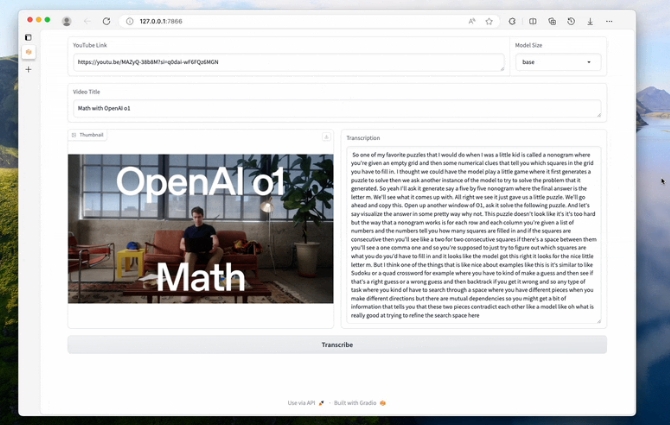 127.0.0.1:7866
YouTube Link
Model Size
https://youtu.be/MAZyQ-38b8M?si=q0dai-wF6FQz6MGN
base
Video Title
Math with OpenAI o1
Thumbnail
Transcription
OpenAI o1
Math
So one of my favorite puzzles that I would do when I was a little kid is called a nonogram where
you're given an empty grid and then some numerical clues that tell you which squares in the grid
you have to fill in. I thought we could have the model play a little game where it first generates a
puzzle to solve then we ask another instance of the model to try to solve the problem that it
generated. So yeah I'll ask it generate say a five by five nonogram where the final answer is the
letter m. We'll see what it comes up with. All right we see it just gave us a little puzzle. We'll go
ahead and copy this. Open up another window of O1, ask it solve the following puzzle. And let's
say visualize the answer in some pretty way why not. This puzzle doesn't look like it's it's too hard
but the way that a nonogram works is for each row and each column you're given a list of
numbers and the numbers tell you how many squares are filled in and if the squares are
consecutive then you'll see like a two for two consecutive squares if there's a space between them
you'll see a one comma one and so you're supposed to just try to figure out which squares are
what you do you'd have to fill in and it looks like the model got this right it looks for the nice little
letter m. But I think one of the things that is like nice about examples like this is it's similar to like
Sudoku or a quad crossword for example where you have to kind of make a guess and then see if
that's a right guess or a wrong guess and then backtrack if you get it wrong and so any type of
task where you kind of have to search through a space where you have different pieces when you
make different directions but there are mutual dependencies so you might get a bit of
information that tells you that these two pieces contradict each other like a model like oh what is
really good at trying to refine the search space here
Transcribe
Use via API · Built with Gradio